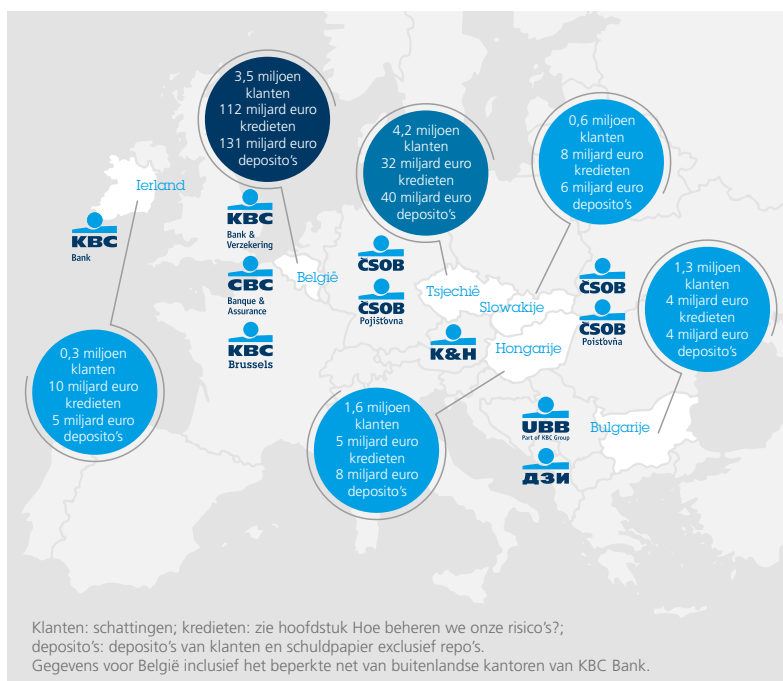 3,5 miljoen
klanten
112 miljard euro
kredieten
131 miljard euro
deposito's
4,2 miljoen
klanten
32 miljard euro
kredieten
40 miljard euro
deposito's
0,6 miljoen
klanten
8 miljard euro
kredieten
6 miljard euro
deposito's
Ierland
KBC
Bank
KBC
Bank &
Verzekering
CBC
Banque &
Assurance
KBC
Brussels
België
ČSOB
ČSOB
Pojišťovna
Tsjechië
Slowakije
Hongarije
K&H
ČSOB
ČSOB
Poisťovňa
1,3 miljoen
klanten
4 miljard euro
kredieten
4 miljard euro
deposito's
0,3 miljoen
klanten
10 miljard euro
kredieten
5 miljard euro
deposito's
1,6 miljoen
klanten
5 miljard euro
kredieten
8 miljard euro
deposito's
UBB
Part of KBC Group
ДЗИ
Bulgarije
Klanten: schattingen; kredieten: zie hoofdstuk Hoe beheren we onze risico's?;
deposito's: deposito's van klanten en schuldpapier exclusief repo's.
Gegevens voor België inclusief het beperkte net van buitenlandse kantoren van KBC Bank.